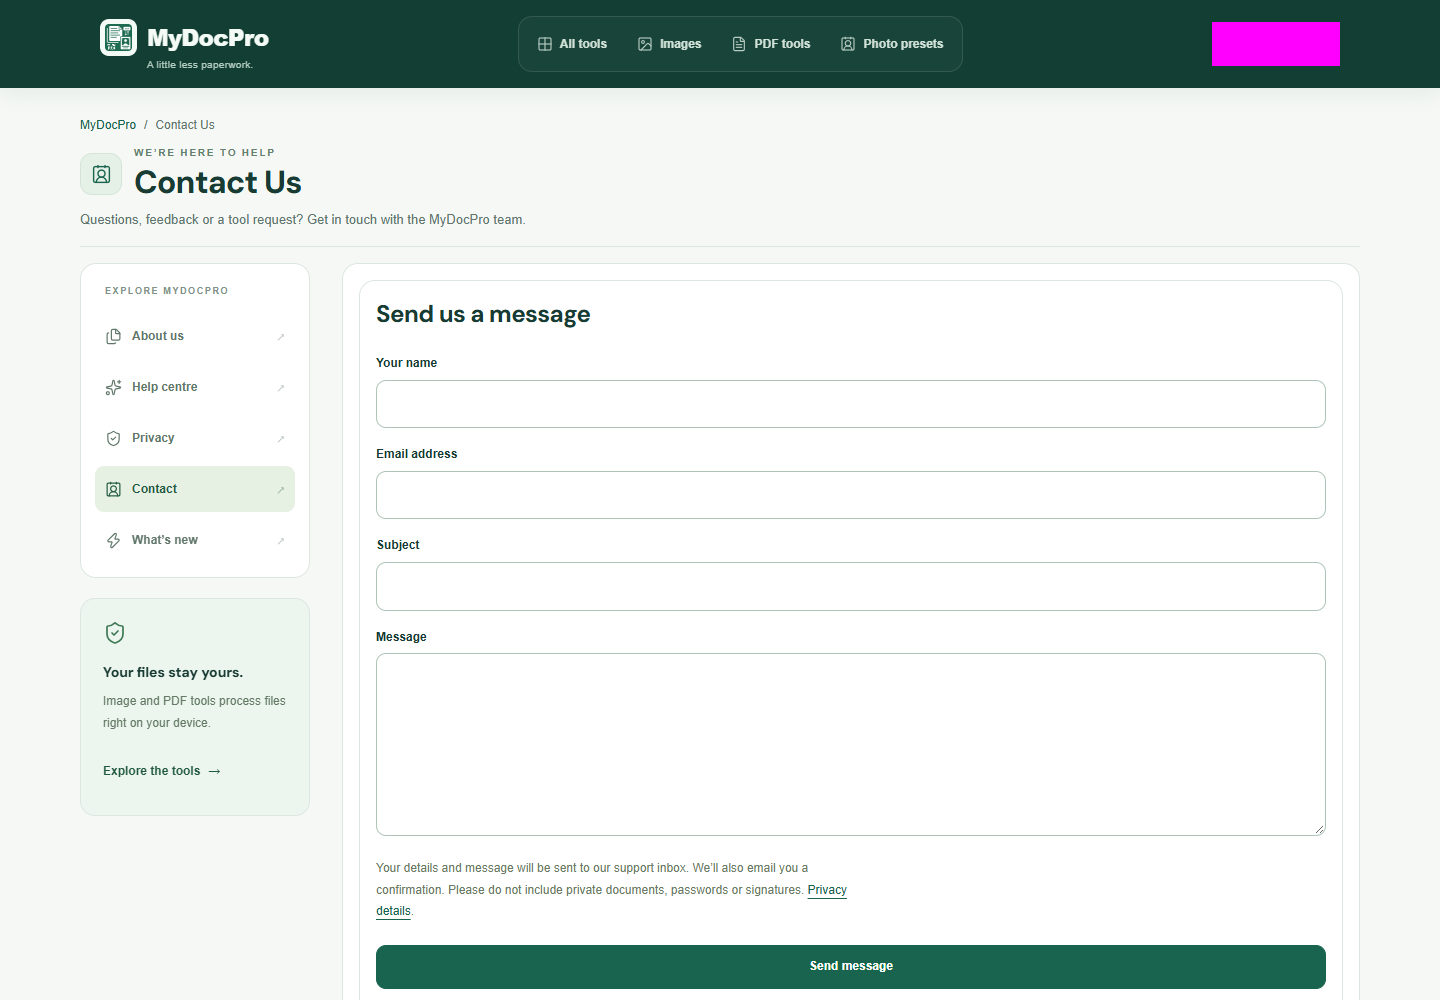 MyDocPro
A little less paperwork.
All tools
Images
PDF tools
Photo presets
MyDocPro / Contact Us
WE'RE HERE TO HELP
Contact Us
Questions, feedback or a tool request? Get in touch with the MyDocPro team.
EXPLORE MYDOCPRO
About us
Help centre
Privacy
Contact
What's new
Your files stay yours.
Image and PDF tools process files
right on your device.
Explore the tools →
Send us a message
Your name
Email address
Subject
Message
Your details and message will be sent to our support inbox. We'll also email you a
confirmation. Please do not include private documents, passwords or signatures. Privacy
details.
Send message